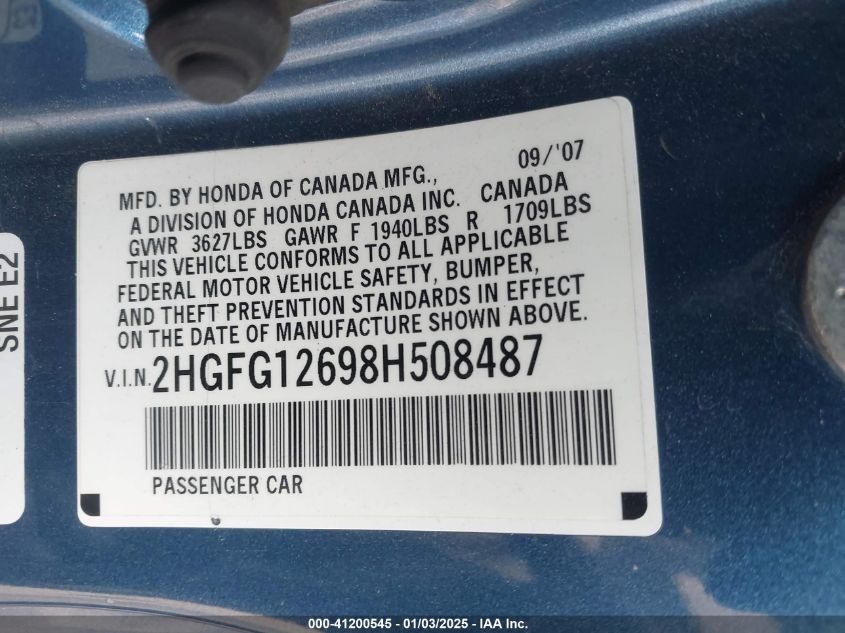 09/'07
MFD. BY HONDA OF CANADA MFG.,
A DIVISION OF HONDA CANADA INC. CANADA
GVWR 3627LBS GAWR F 1940LBS R 1709LBS
THIS VEHICLE CONFORMS TO ALL APPLICABLE
FEDERAL MOTOR VEHICLE SAFETY, BUMPER,
AND THEFT PREVENTION STANDARDS IN EFFECT
ON THE DATE OF MANUFACTURE SHOWN ABOVE.
V.I.N. 2HGFG12698H508487
PASSENGER CAR
SNE E2
000-41200545 - 01/03/2025 - IAA Inc.